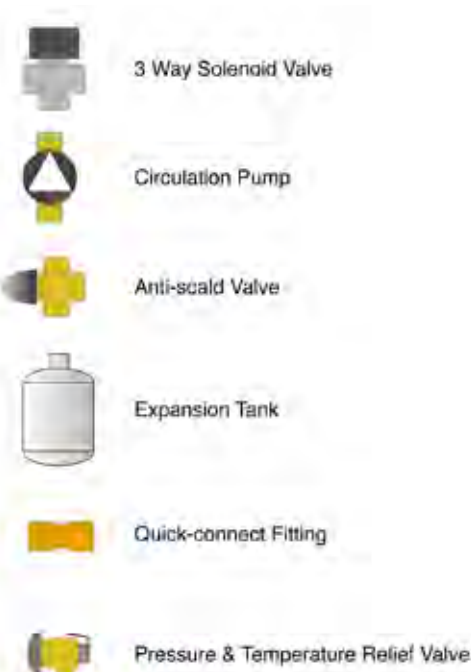 3 Way Solenoid Valve
Circulation Pump
Anti-scald Valve
Expansion Tank
Quick-connect Fitting
Pressure & Temperature Relief Valve